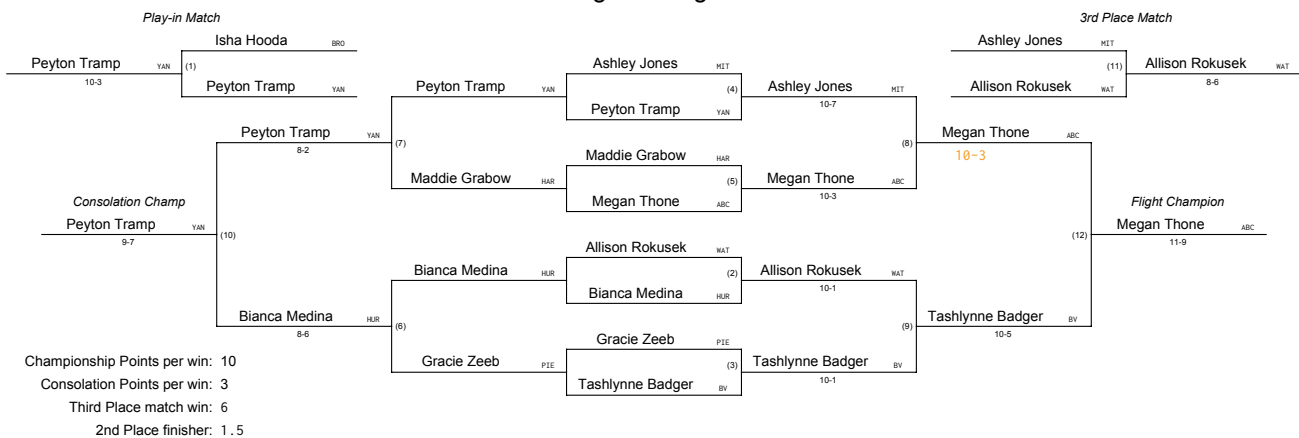 Play-in Match
3rd Place Match
Isha Hooda BRO
Ashley Jones MIT
Peyton Tramp YAN (1)
(11) Allison Rokusek WAT
10-3
8-6
Peyton Tramp YAN
Allison Rokusek WAT
Ashley Jones MIT
Peyton Tramp YAN
(4) Ashley Jones MIT
10-7
Peyton Tramp YAN
Peyton Tramp YAN
8-2
(7)
(8) Megan Thone ABC
10-3
Maddie Grabow HAR
Maddie Grabow HAR
(5) Megan Thone ABC
10-3
Megan Thone ABC
Consolation Champ
Flight Champion
Peyton Tramp YAN
9-7
(10)
(12) Megan Thone ABC
11-9
Allison Rokusek WAT
Bianca Medina HUR
(2) Allison Rokusek WAT
10-1
Bianca Medina HUR
Bianca Medina HUR
8-6
(6)
(9) Tashlynne Badger BV
10-5
Gracie Zeeb PIE
Gracie Zeeb PIE
(3) Tashlynne Badger BV
10-1
Tashlynne Badger BV
Championship Points per win: 10
Consolation Points per win: 3
Third Place match win: 6
2nd Place finisher: 1.5